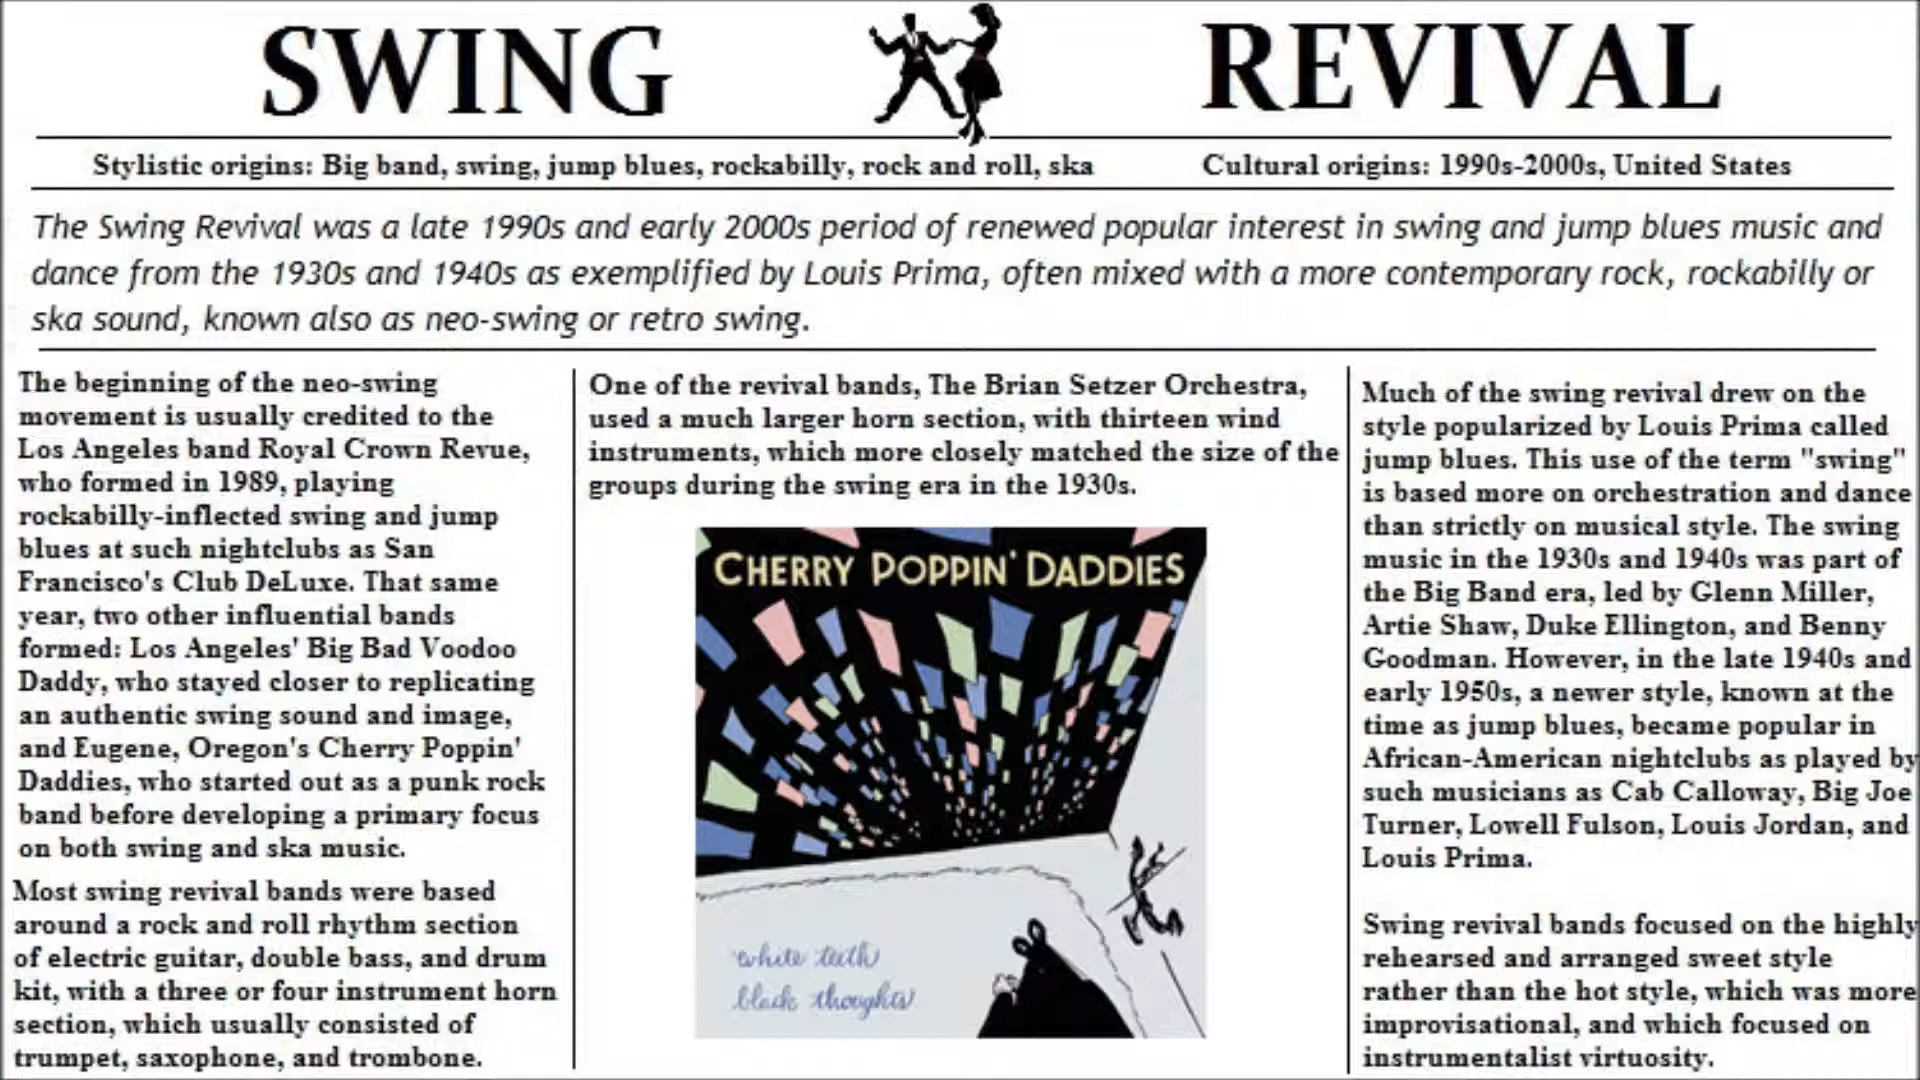 SWING REVIVAL
Stylistic origins: Big band, swing, jump blues, rockabilly, rock and roll, ska
Cultural origins: 1990s-2000s, United States
The Swing Revival was a late 1990s and early 2000s period of renewed popular interest in swing and jump blues music and
dance from the 1930s and 1940s as exemplified by Louis Prima, often mixed with a more contemporary rock, rockabilly or
ska sound, known also as neo-swing or retro swing.
The beginning of the neo-swing
movement is usually credited to the
Los Angeles band Royal Crown Revue,
who formed in 1989, playing
rockabilly-inflected swing and jump
blues at such nightclubs as San
Francisco's Club DeLuxe. That same
year, two other influential bands
formed: Los Angeles' Big Bad Voodoo
Daddy, who stayed closer to replicating
an authentic swing sound and image,
and Eugene, Oregon's Cherry Poppin'
Daddies, who started out as a punk rock
band before developing a primary focus
on both swing and ska music.
Most swing revival bands were based
around a rock and roll rhythm section
of electric guitar, double bass, and drum
kit, with a three or four instrument horn
section, which usually consisted of
trumpet, saxophone, and trombone.
One of the revival bands, The Brian Setzer Orchestra,
used a much larger horn section, with thirteen wind
instruments, which more closely matched the size of the
groups during the swing era in the 1930s.
CHERRY POPPIN' DADDIES
white teeth
black thoughts
Much of the swing revival drew on the
style popularized by Louis Prima called
jump blues. This use of the term "swing"
is based more on orchestration and dance
than strictly on musical style. The swing
music in the 1930s and 1940s was part of
the Big Band era, led by Glenn Miller,
Artie Shaw, Duke Ellington, and Benny
Goodman. However, in the late 1940s and
early 1950s, a newer style, known at the
time as jump blues, became popular in
African-American nightclubs as played by
such musicians as Cab Calloway, Big Joe
Turner, Lowell Fulson, Louis Jordan, and
Louis Prima.
Swing revival bands focused on the highly
rehearsed and arranged sweet style
rather than the hot style, which was more
improvisational, and which focused on
instrumentalist virtuosity.